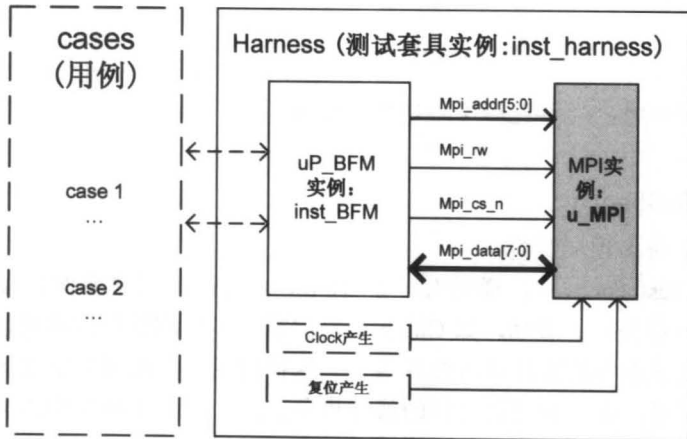 cases
(用例)
case 1
...
case 2
...
Harness (测试套具实例:inst_harness)
uP_BFM
实例:
inst_BFM
Mpi_addr[5:0]
Mpi_rw
Mpi_cs_n
Mpi_data[7:0]
MPI实
例:
u_MPI
Clock产生
复位产生